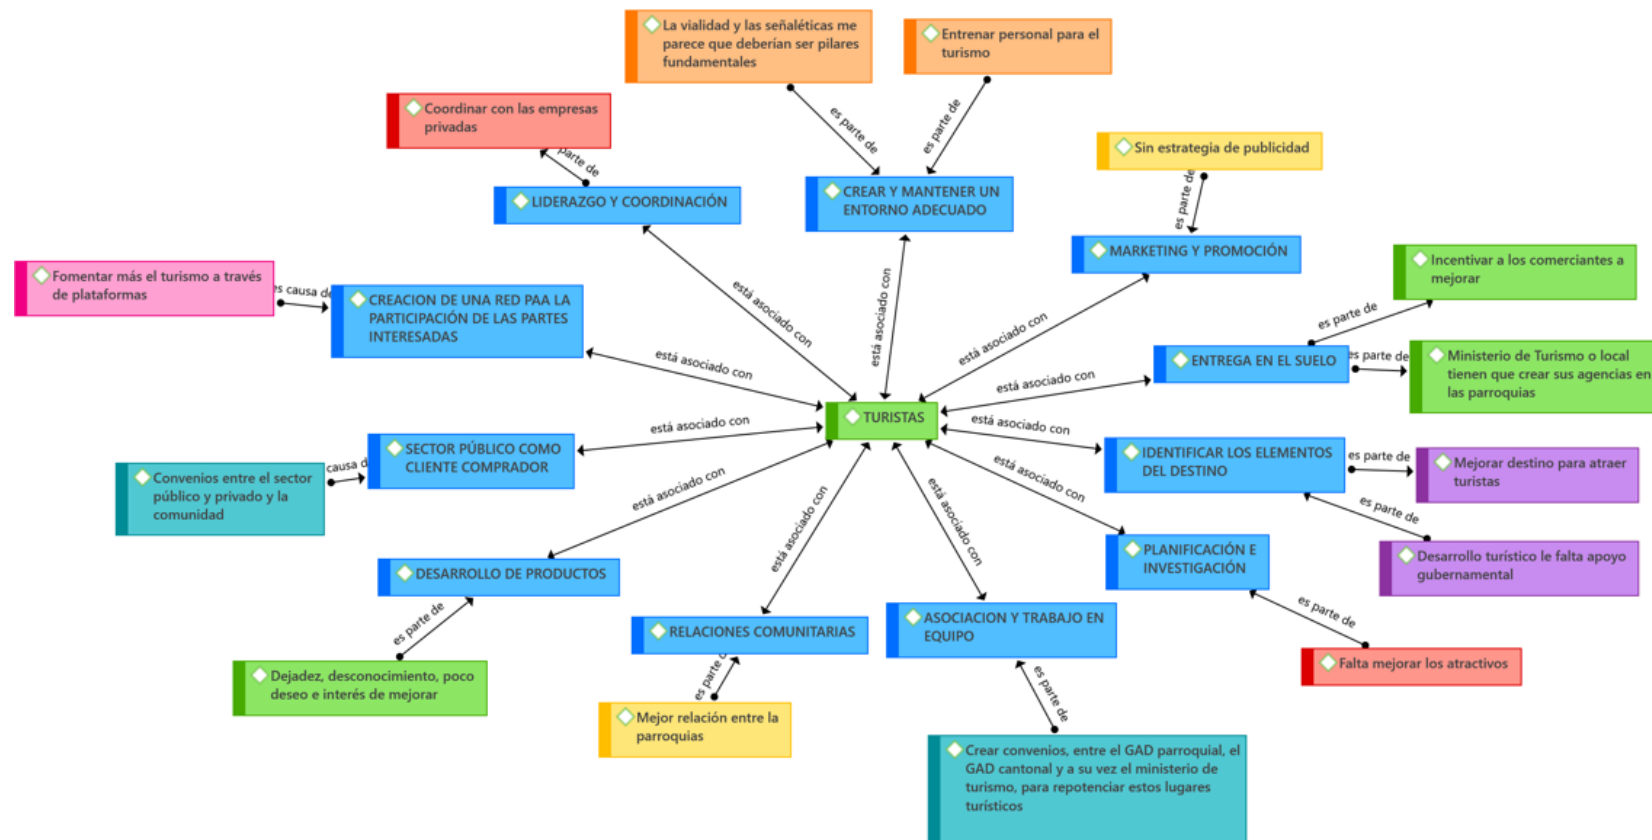 La vialidad y las señaléticas me
parece que deberían ser pilares
fundamentales
Entrenar personal para el
turismo
Coordinar con las empresas
privadas
es parte de
es parte de
Sin estrategia de publicidad
parte de
es parte de
LIDERAZGO Y COORDINACIÓN
CREAR Y MANTENER UN
ENTORNO ADECUADO
MARKETING Y PROMOCIÓN
Incentivar a los comerciantes a
mejorar
Fomentar más el turismo a través
de plataformas
es causa de
CREACION DE UNA RED PAA LA
PARTICIPACIÓN DE LAS PARTES
INTERESADAS
está asociado con
está asociado con
está asociado con
es parte de
ENTREGA EN EL SUELO
es parte de
Ministerio de Turismo o local
tienen que crear sus agencias en
las parroquias
está asociado con
está asociado con
TURISTAS
está asociado con
está asociado con
SECTOR PÚBLICO COMO
CLIENTE COMPRADOR
causa d
Convenios entre el sector
público y privado y la
comunidad
IDENTIFICAR LOS ELEMENTOS
DEL DESTINO
es parte de
Mejorar destino para atraer
turistas
está asociado con
está asociado con
está asociado con
está asociado con
es parte de
Desarrollo turístico le falta apoyo
gubernamental
PLANIFICACIÓN E
INVESTIGACIÓN
DESARROLLO DE PRODUCTOS
es parte de
es parte de
RELACIONES COMUNITARIAS
ASOCIACION Y TRABAJO EN
EQUIPO
Falta mejorar los atractivos
Dejadez, desconocimiento, poco
deseo e interés de mejorar
es parte d
es parte de
Mejor relación entre la
parroquias
Crear convenios, entre el GAD parroquial, el
GAD cantonal y a su vez el ministerio de
turismo, para repotenciar estos lugares
turísticos